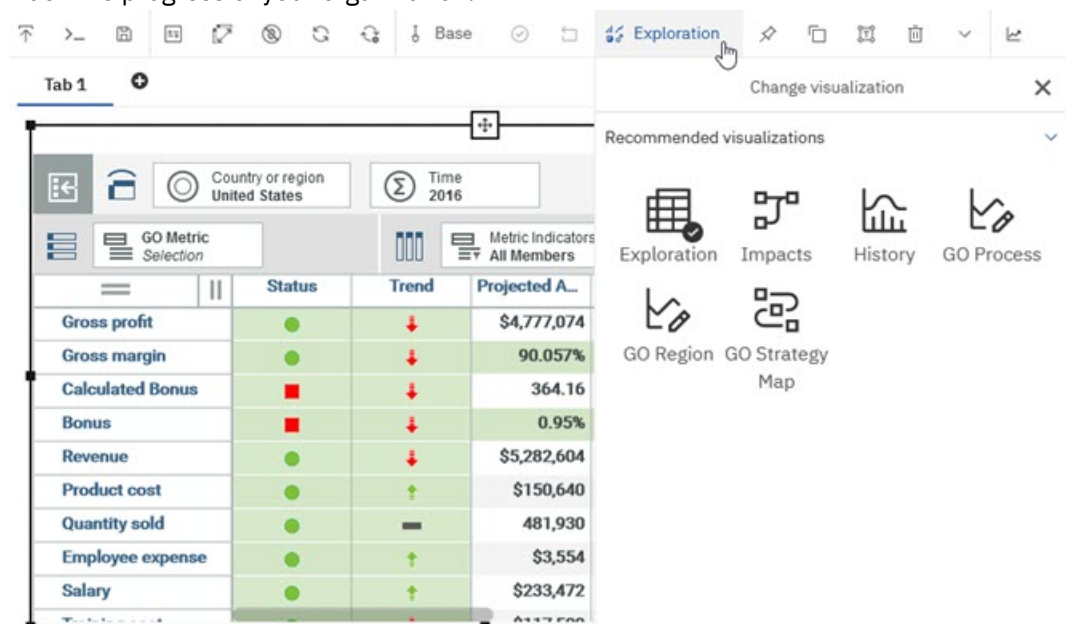 Base
Exploration
Tab 1
Change visualization
Recommended visualizations
Country or region
United States
Time
2016
GO Metric
Selection
Metric Indicators
All Members
Exploration
Impacts
History
GO Process
GO Region
GO Strategy
Map
Status Trend Projected A...
Gross profit $4,777,074
Gross margin 90.057%
Calculated Bonus 364.16
Bonus 0.95%
Revenue $5,282,604
Product cost $150,640
Quantity sold 481,930
Employee expense $3,554
Salary $233,472